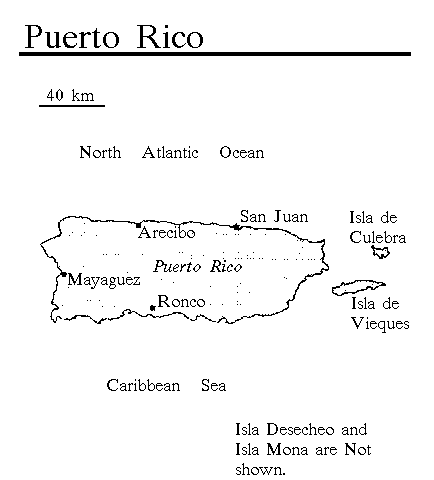 Puerto Rico
40 km
North Atlantic Ocean
San Juan
Arecibo
Isla de
Culebra
Puerto Rico
Mayaguez
Ronco
Isla de
Vieques
Caribbean Sea
Isla Desecheo and
Isla Mona are Not
shown.